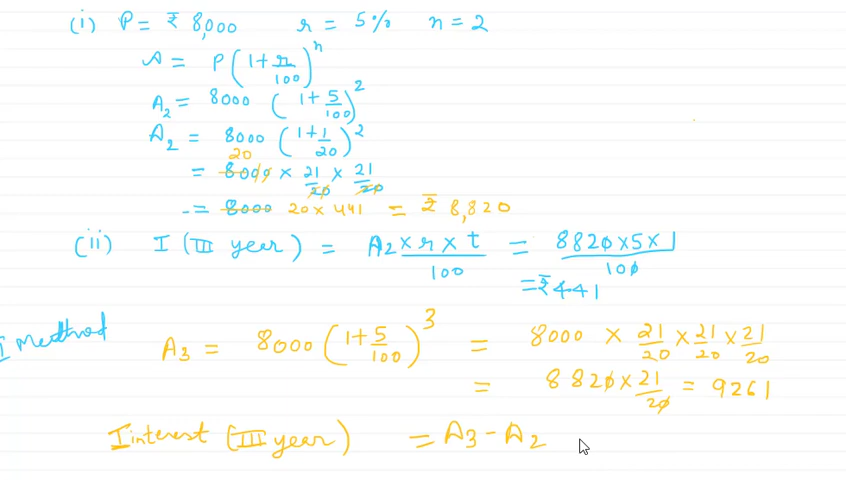 (i) P = ₹ 8,000 r = 5% n = 2
A = P(1+r/100)^n
A₂ = 8000 (1+5/100)²
A₂ = 8000 (1+1/20)²
20
= 8000 × 21/20 × 21/20
= 8000 20×441 = ₹ 8,820
(ii) I (III year) = A₂×r×t/100 = 8820×5×1/100
= ₹441
I Method A₃ = 8000 (1+5/100)³ = 8000 × 21/20 × 21/20 × 21/20
= 8820 × 21/20 = 9261
Interest (III year) = A₃ - A₂